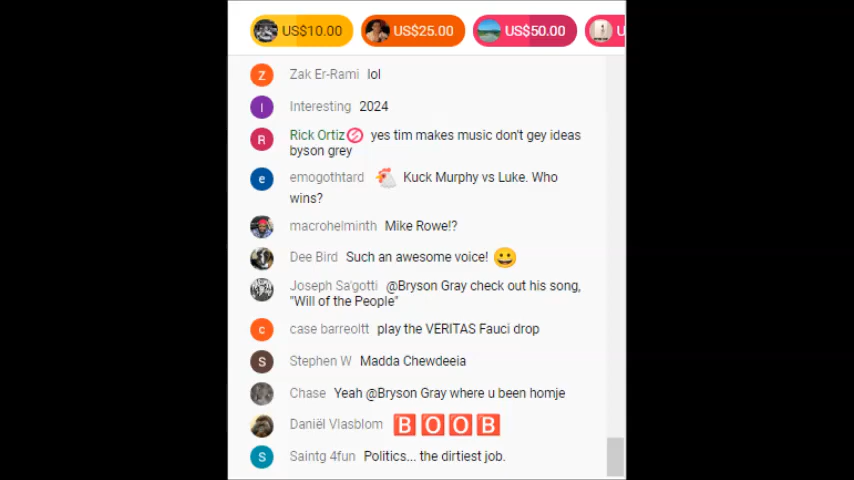 US$10.00 US$25.00 US$50.00 U
Z Zak Er-Rami lol
I Interesting 2024
R Rick Ortiz yes tim makes music don't gey ideas
byson grey
e emogothtard Kuck Murphy vs Luke. Who
wins?
macrohelminth Mike Rowe!?
Dee Bird Such an awesome voice!
Joseph Sa'gotti @Bryson Gray check out his song,
"Will of the People"
c case barreoltt play the VERITAS Fauci drop
S Stephen W Madda Chewdeeia
Chase Yeah @Bryson Gray where u been homje
Daniël Vlasblom BOOB
S Saintg 4fun Politics... the dirtiest job.